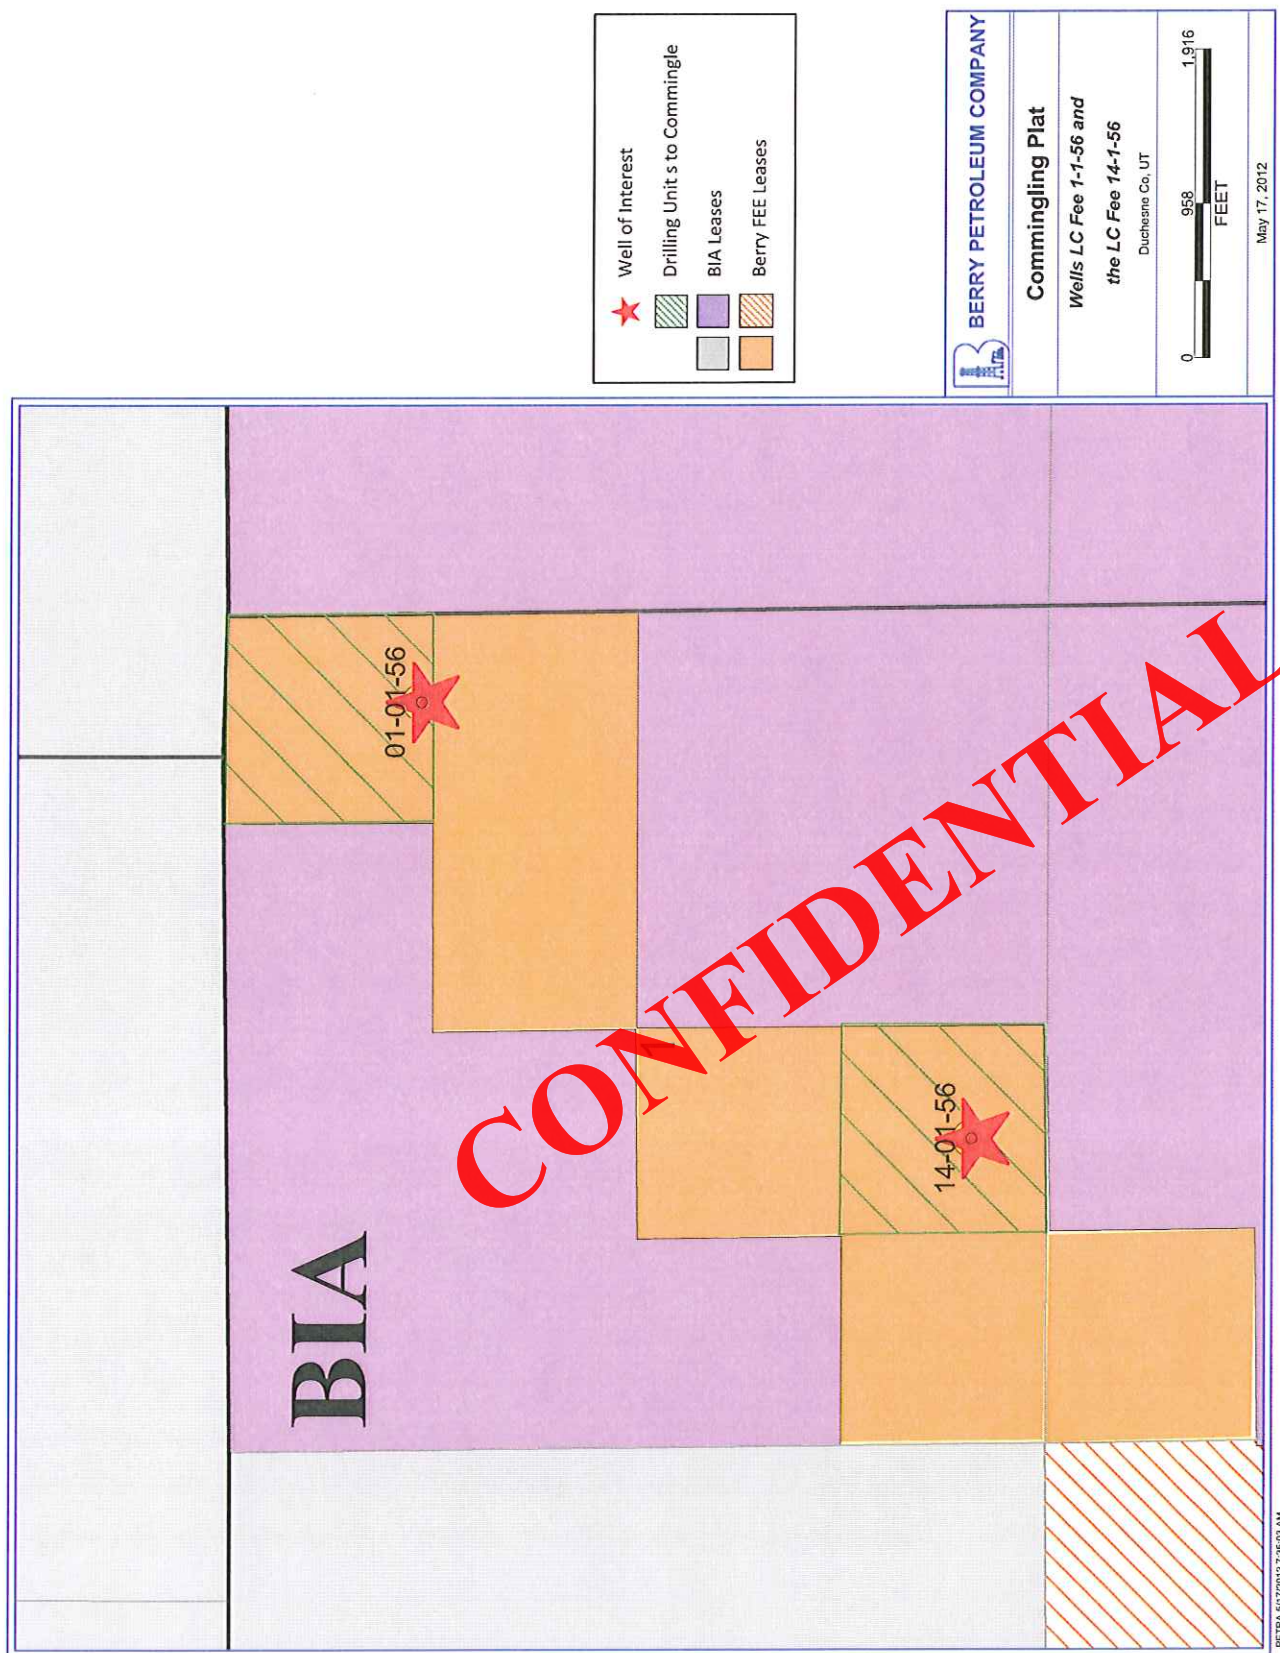 BIA
01-01-56
14-01-56
CONFIDENTIAL
Well of Interest
Drilling Unit s to Commingle
BIA Leases
Berry FEE Leases
BERRY PETROLEUM COMPANY
Commingling Plat
Wells LC Fee 1-1-56 and
the LC Fee 14-1-56
Duchesne Co, UT
0 958 1,916
FEET
May 17, 2012